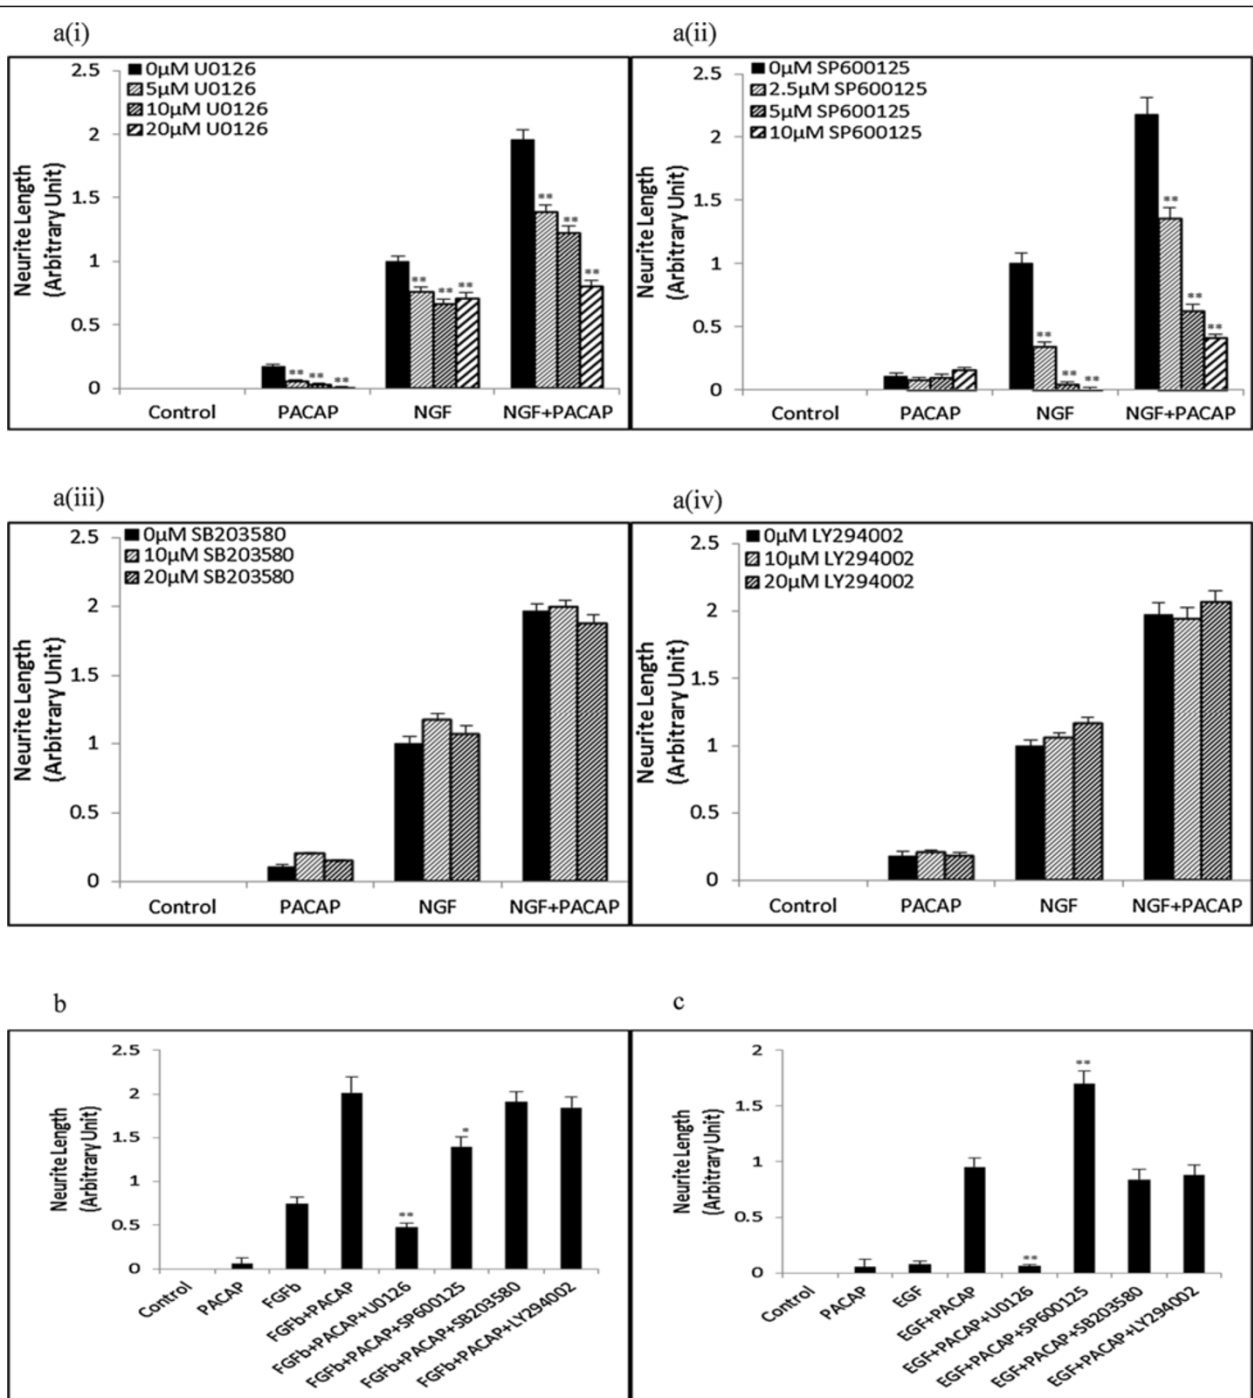 a(i)
0µM U0126
5µM U0126
10µM U0126
20µM U0126
Neurite Length
(Arbitrary Unit)
2.5
2
1.5
1
0.5
0
** ** **
** ** **
** ** **
Control PACAP NGF NGF+PACAP
a(ii)
0µM SP600125
2.5µM SP600125
5µM SP600125
10µM SP600125
Neurite Length
(Arbitrary Unit)
2.5
2
1.5
1
0.5
0
** ** **
** ** **
Control PACAP NGF NGF+PACAP
a(iii)
0µM SB203580
10µM SB203580
20µM SB203580
Neurite Length
(Arbitrary Unit)
2.5
2
1.5
1
0.5
0
Control PACAP NGF NGF+PACAP
a(iv)
0µM LY294002
10µM LY294002
20µM LY294002
Neurite Length
(Arbitrary Unit)
2.5
2
1.5
1
0.5
0
Control PACAP NGF NGF+PACAP
b
Neurite Length
(Arbitrary Unit)
2.5
2
1.5
1
0.5
0
**
*
Control
PACAP
FGFb
FGFb+PACAP
FGFb+PACAP+U0126
FGFb+PACAP+SP600125
FGFb+PACAP+SB203580
FGFb+PACAP+LY294002
c
Neurite Length
(Arbitrary Unit)
2
1.5
1
0.5
0
**
**
Control
PACAP
EGF
EGF+PACAP
EGF+PACAP+U0126
EGF+PACAP+SP600125
EGF+PACAP+SB203580
EGF+PACAP+LY294002